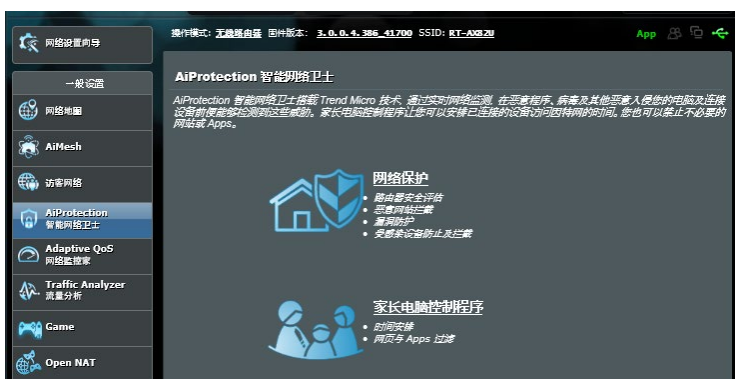 网络设置向导
操作模式: 无线路由器 固件版本: 3.0.0.4.386_41700 SSID: RT-AX82U
App
一般设置
网络地图
AiMesh
访客网络
AiProtection
智能网络卫士
Adaptive QoS
网络监控家
Traffic Analyzer
流量分析
Game
Open NAT
AiProtection 智能网络卫士
AiProtection 智能网络卫士搭载 Trend Micro 技术, 通过实时网络监测, 在恶意程序、病毒及其他恶意入侵您的电脑及连接
设备前便能够检测到这些威胁。家长电脑控制程序让您可以安排已连接的设备访问因特网的时间。您也可以禁止不必要的
网站或 Apps。
网络保护
路由器安全评估
恶意网站拦截
漏洞防护
受感染设备防止及拦截
家长电脑控制程序
时间安排
网页与 Apps 过滤